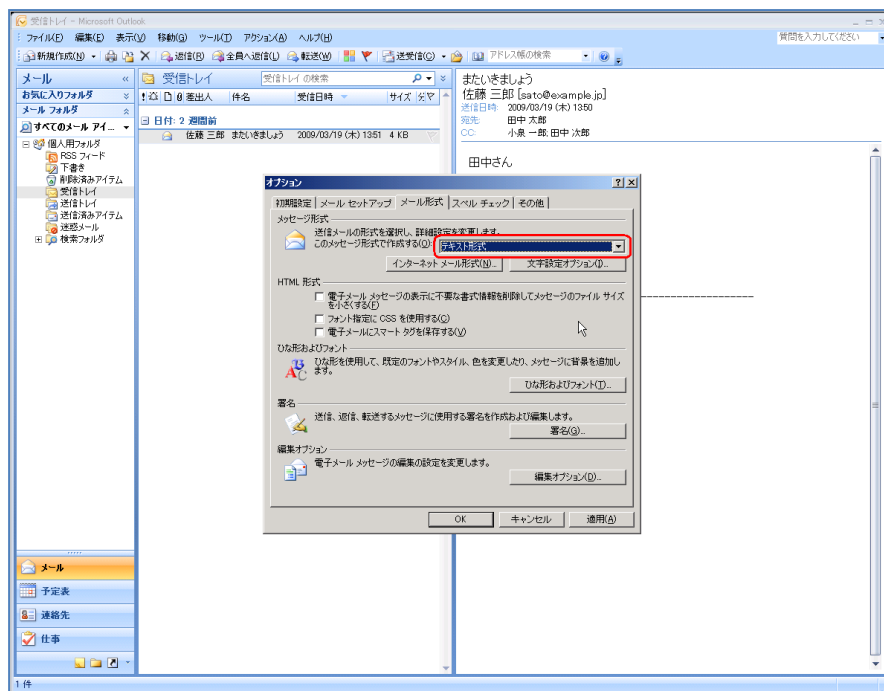 受信トレイ - Microsoft Outlook
ファイル(F) 編集(E) 表示(V) 移動(G) ツール(T) アクション(A) ヘルプ(H)
質問を入力してください
新規作成(N) 返信(R) 全員へ返信(L) 転送(W) 送受信(C) アドレス帳の検索
メール
お気に入りフォルダ
メール フォルダ
すべてのメール アイ...
個人用フォルダ
RSS フィード
下書き
削除済みアイテム
受信トレイ
送信トレイ
送信済みアイテム
迷惑メール
検索フォルダ
メール
予定表
連絡先
仕事
1 件
受信トレイ 受信トレイ の検索
差出人 件名 受信日時 サイズ 分
日付: 2 週間前
佐藤 三郎 またいきましょう 2009/03/19 (木) 13:51 4 KB
またいきましょう
佐藤 三郎 [sato@example.jp]
送信日時: 2009/03/19 (木) 13:50
宛先: 田中 太郎
CC: 小泉 一郎; 田中 次郎
田中さん
オプション
初期設定 メール セットアップ メール形式 スペル チェック その他
メッセージ形式
送信メールの形式を選択し、詳細設定を変更します。
このメッセージ形式で作成する(O): テキスト形式
インターネット メール形式(N)... 文字設定オプション(I)...
HTML 形式
電子メール メッセージの表示に不要な書式情報を削除してメッセージのファイル サイズ
を小さくする(F)
フォント指定に CSS を使用する(C)
電子メールにスマート タグを保存する(V)
ひな形およびフォント
ひな形を使用して、既定のフォントやスタイル、色を変更したり、メッセージに背景を追加し
ます。
ひな形およびフォント(T)...
署名
送信、返信、転送するメッセージに使用する署名を作成および編集します。
署名(G)...
編集オプション
電子メール メッセージの編集の設定を変更します。
編集オプション(D)...
OK キャンセル 適用(A)